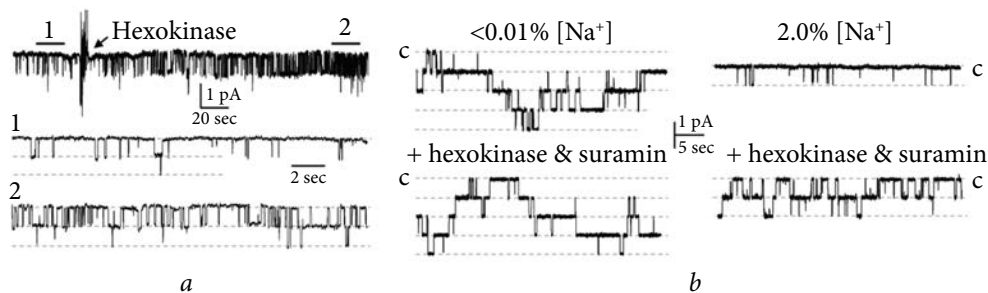 1
2
Hexokinase
1 pA
20 sec
1
2 sec
2
a
<0.01% [Na⁺]
2.0% [Na⁺]
c
c
1 pA
5 sec
+ hexokinase & suramin
+ hexokinase & suramin
c
c
b